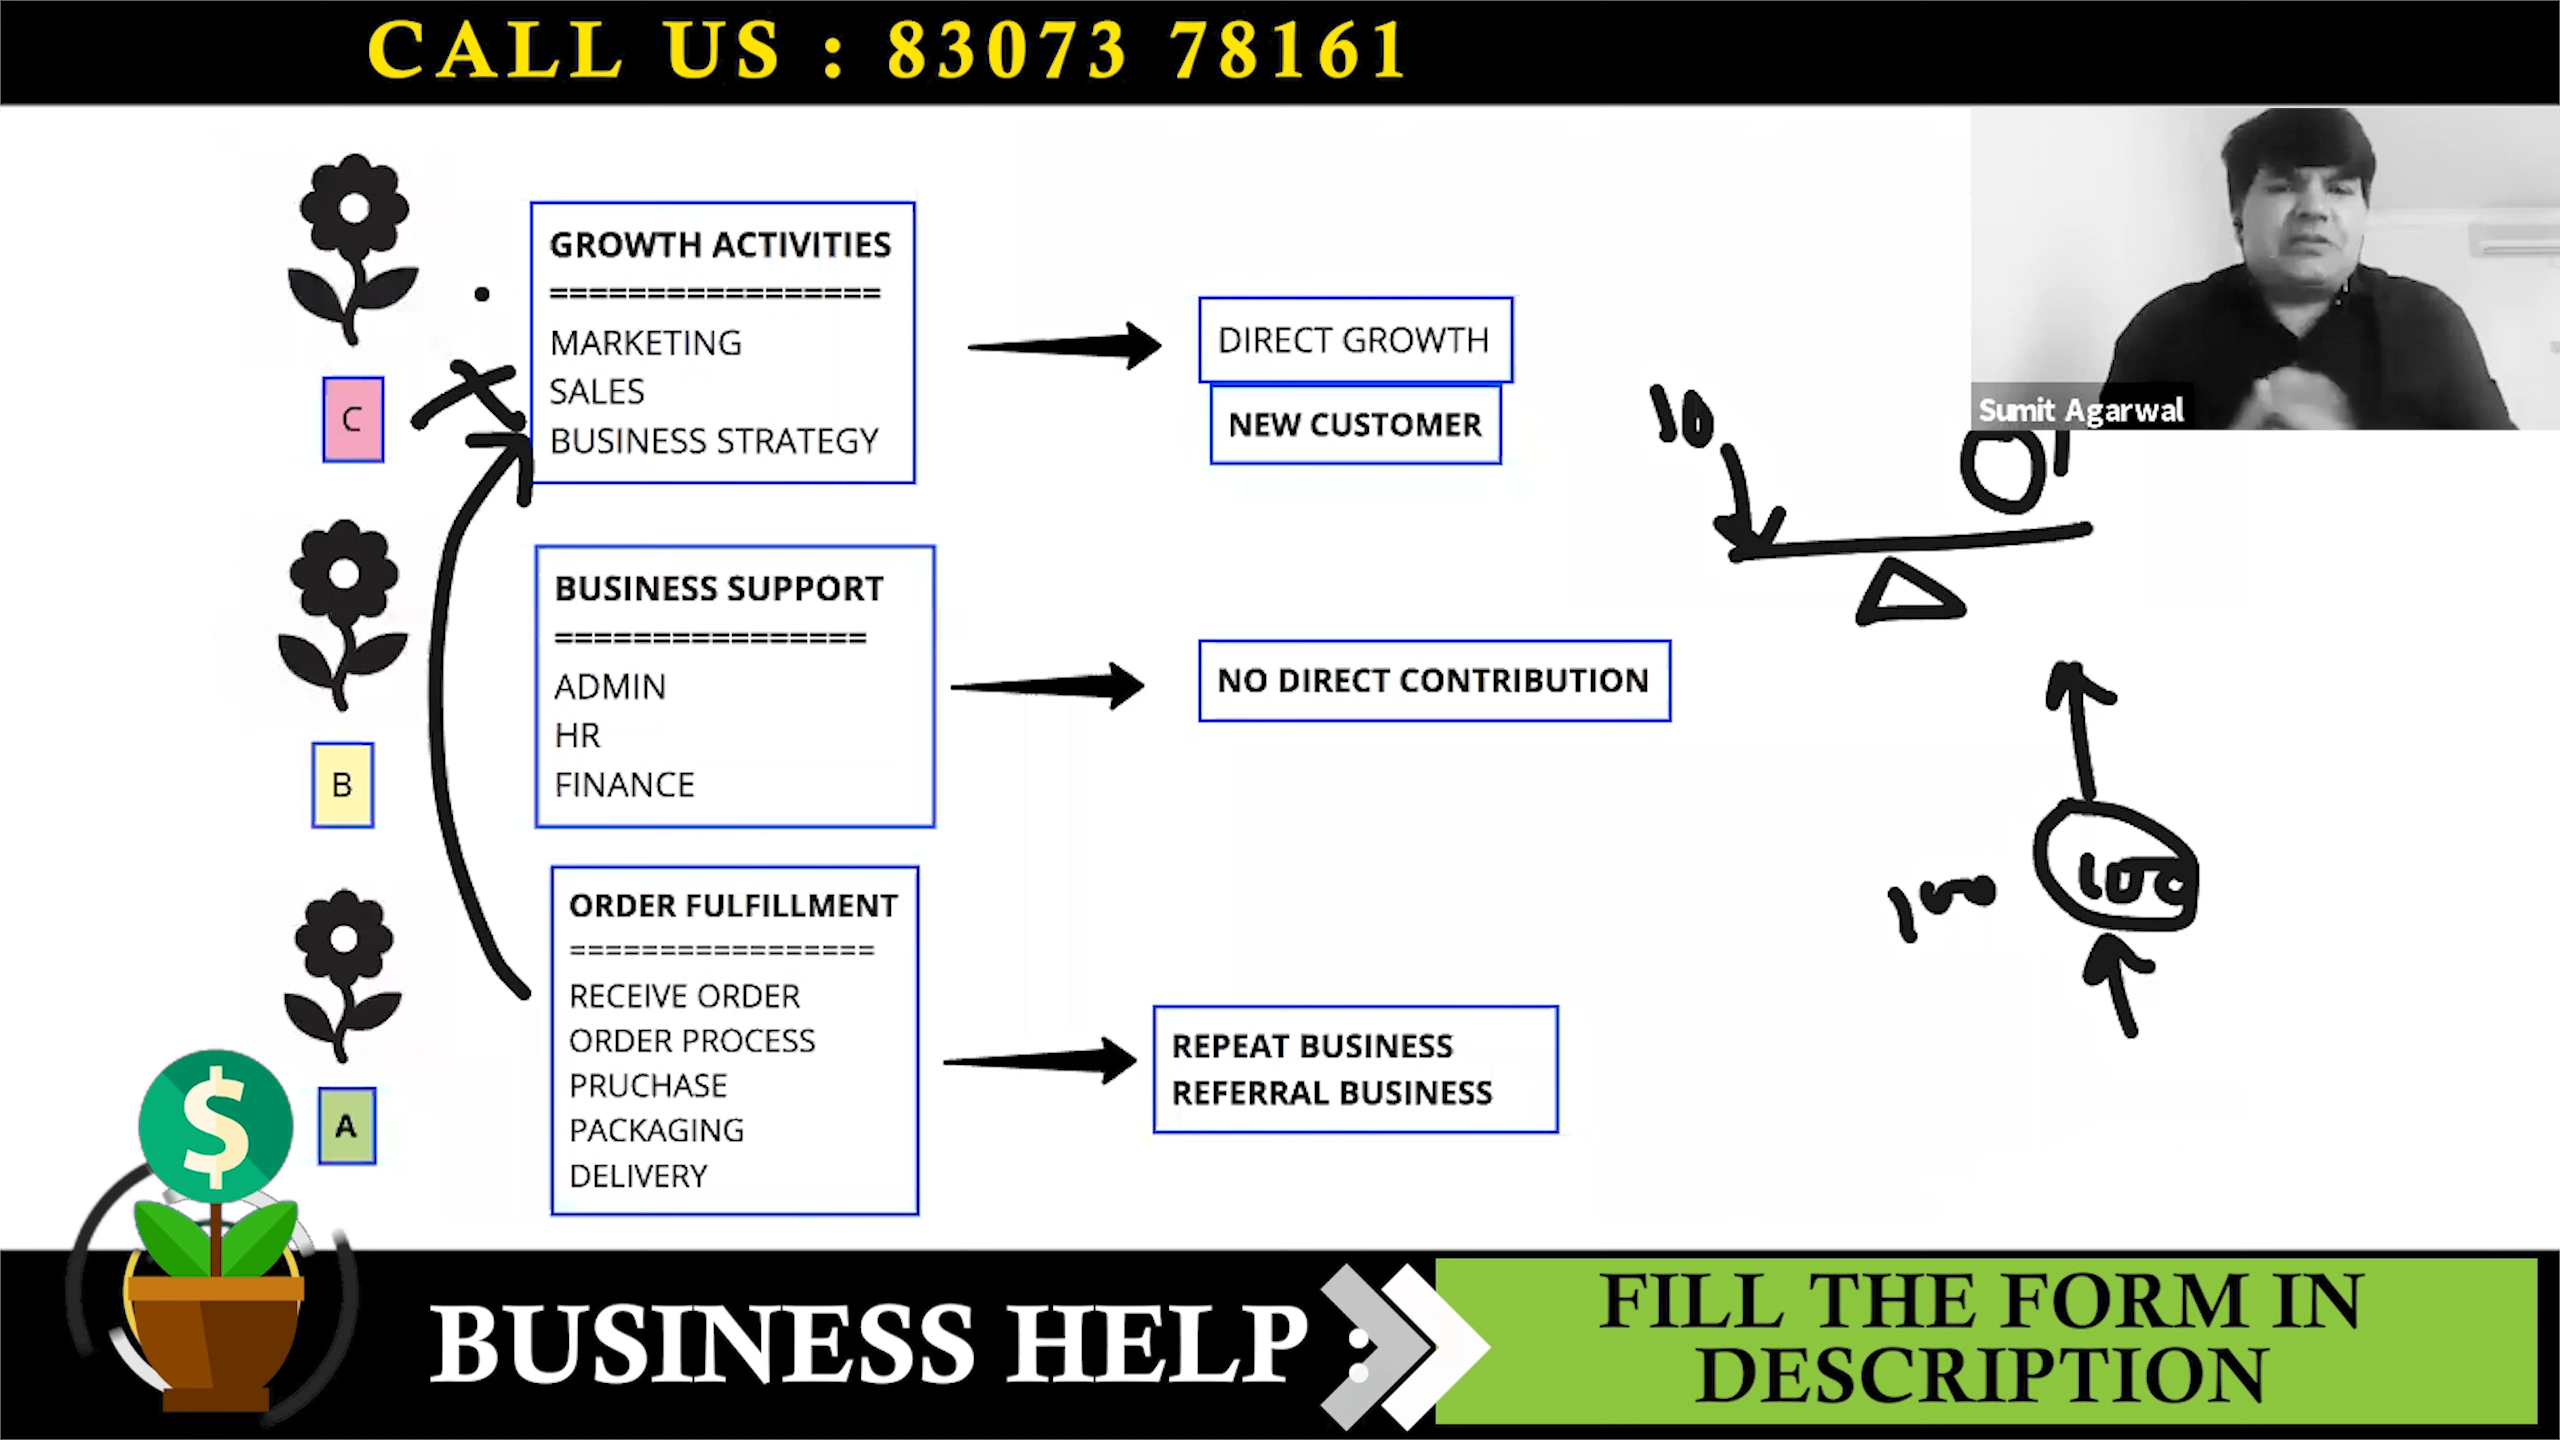 CALL US : 83073 78161
Sumit Agarwal
C
GROWTH ACTIVITIES
=================
MARKETING
SALES
BUSINESS STRATEGY
DIRECT GROWTH
NEW CUSTOMER
10
B
BUSINESS SUPPORT
================
ADMIN
HR
FINANCE
NO DIRECT CONTRIBUTION
100
100
A
ORDER FULFILLMENT
=================
RECEIVE ORDER
ORDER PROCESS
PRUCHASE
PACKAGING
DELIVERY
REPEAT BUSINESS
REFERRAL BUSINESS
$
BUSINESS HELP :
FILL THE FORM IN
DESCRIPTION